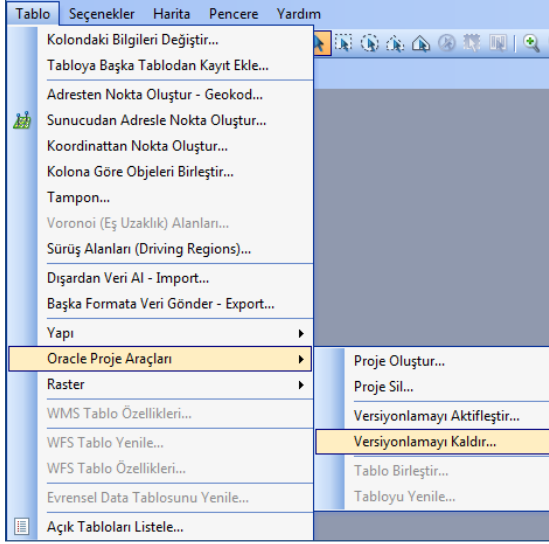 Tablo Seçenekler Harita Pencere Yardım
Kolondaki Bilgileri Değiştir...
Tabloya Başka Tablodan Kayıt Ekle...
Adresten Nokta Oluştur - Geokod...
Sunucudan Adresle Nokta Oluştur...
Koordinattan Nokta Oluştur...
Kolona Göre Objeleri Birleştir...
Tampon...
Voronoi (Eş Uzaklık) Alanları...
Sürüş Alanları (Driving Regions)...
Dışardan Veri Al - Import...
Başka Formata Veri Gönder - Export...
Yapı
Oracle Proje Araçları
Raster
WMS Tablo Özellikleri...
WFS Tablo Yenile...
WFS Tablo Özellikleri...
Evrensel Data Tablosunu Yenile...
Açık Tabloları Listele...
Proje Oluştur...
Proje Sil...
Versiyonlamayı Aktifleştir...
Versiyonlamayı Kaldır...
Tablo Birleştir...
Tabloyu Yenile...